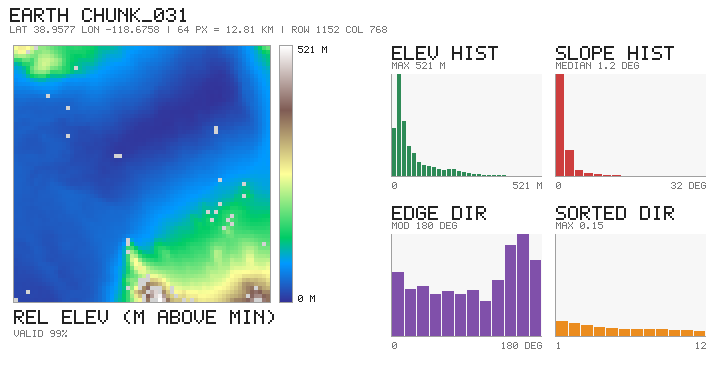 EARTH CHUNK_031
LAT 38.9577 LON -118.6758 | 64 PX = 12.81 KM | ROW 1152 COL 768
521 M
0 M
REL ELEV (M ABOVE MIN)
VALID 99%
ELEV HIST
MAX 521 M
0 521 M
SLOPE HIST
MEDIAN 1.2 DEG
0 32 DEG
EDGE DIR
MOD 180 DEG
0 180 DEG
SORTED DIR
MAX 0.15
1 12